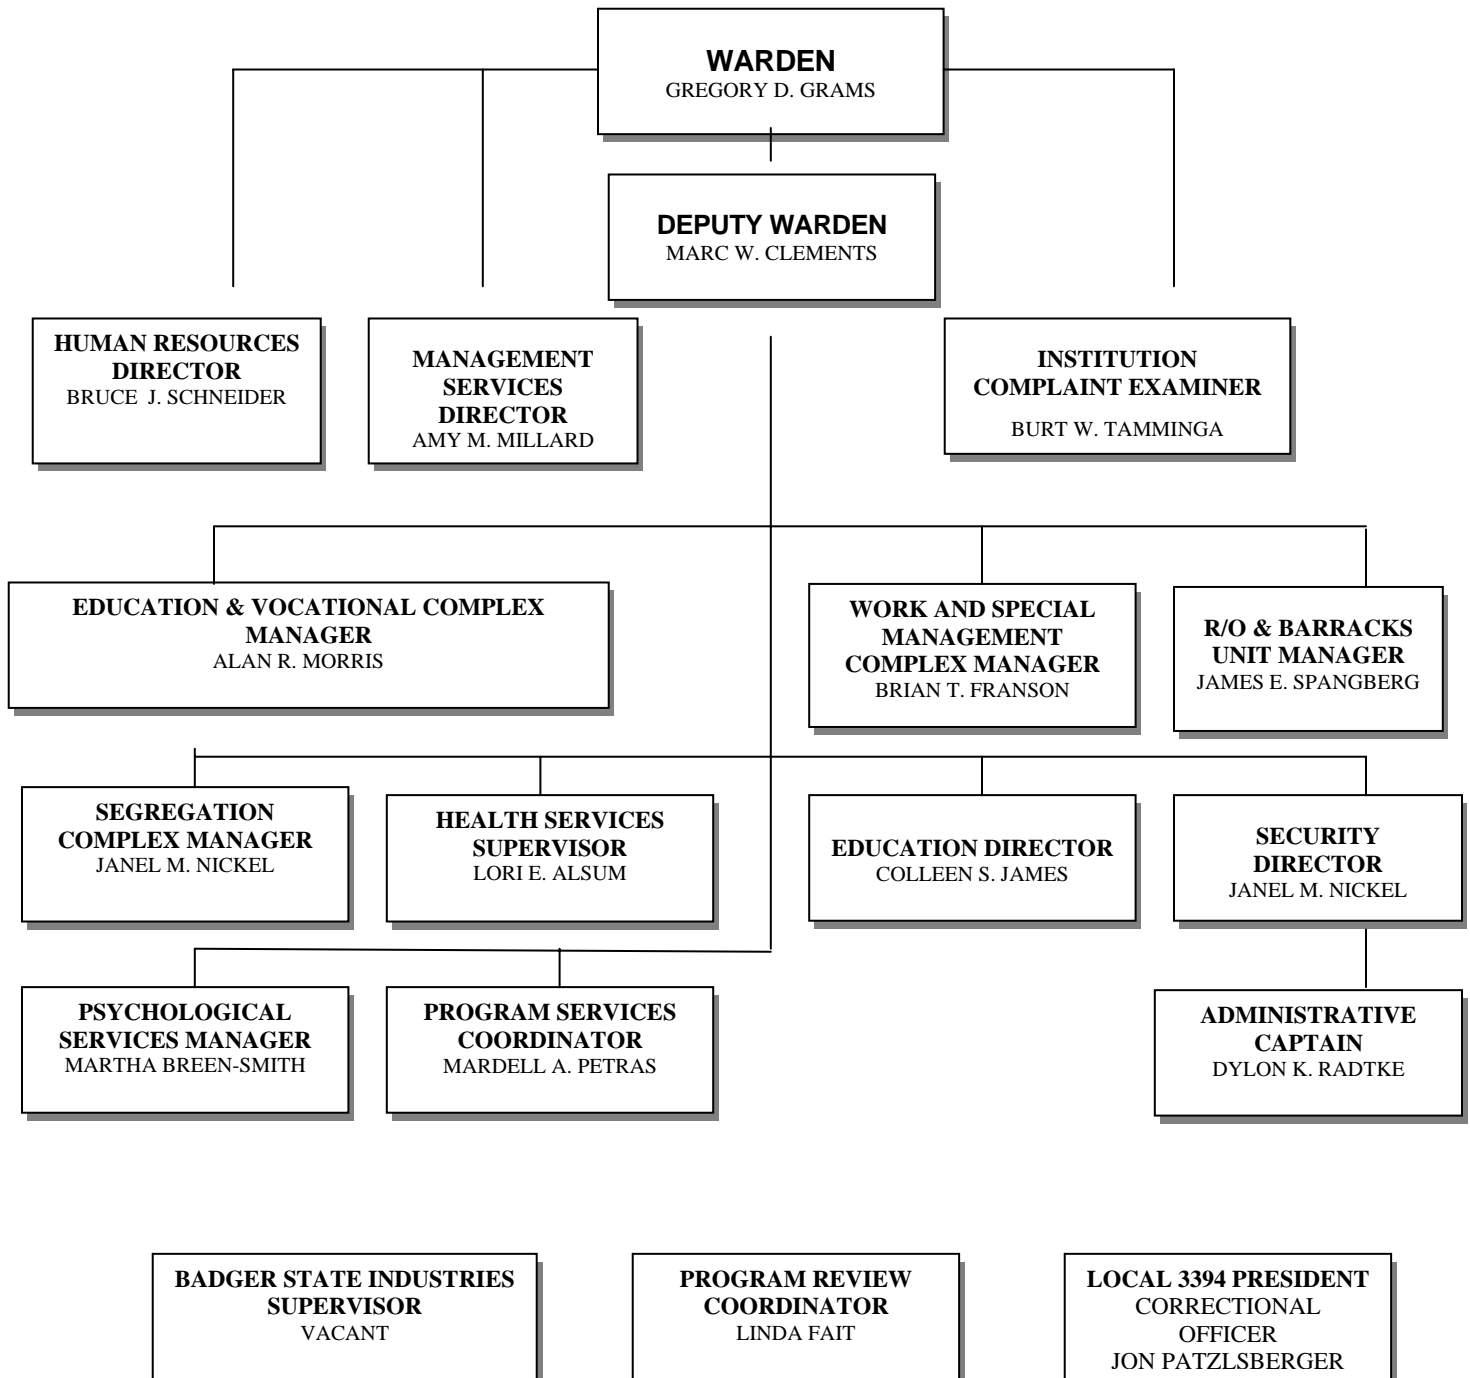 WARDEN
GREGORY D. GRAMS
DEPUTY WARDEN
MARC W. CLEMENTS
HUMAN RESOURCES
DIRECTOR
BRUCE J. SCHNEIDER
MANAGEMENT
SERVICES
DIRECTOR
AMY M. MILLARD
INSTITUTION
COMPLAINT EXAMINER
BURT W. TAMMINGA
EDUCATION & VOCATIONAL COMPLEX
MANAGER
ALAN R. MORRIS
WORK AND SPECIAL
MANAGEMENT
COMPLEX MANAGER
BRIAN T. FRANSON
R/O & BARRACKS
UNIT MANAGER
JAMES E. SPANGBERG
SEGREGATION
COMPLEX MANAGER
JANEL M. NICKEL
HEALTH SERVICES
SUPERVISOR
LORI E. ALSUM
EDUCATION DIRECTOR
COLLEEN S. JAMES
SECURITY
DIRECTOR
JANEL M. NICKEL
PSYCHOLOGICAL
SERVICES MANAGER
MARTHA BREEN-SMITH
PROGRAM SERVICES
COORDINATOR
MARDELL A. PETRAS
ADMINISTRATIVE
CAPTAIN
DYLON K. RADTKE
BADGER STATE INDUSTRIES
SUPERVISOR
VACANT
PROGRAM REVIEW
COORDINATOR
LINDA FAIT
LOCAL 3394 PRESIDENT
CORRECTIONAL
OFFICER
JON PATZLSBERGER